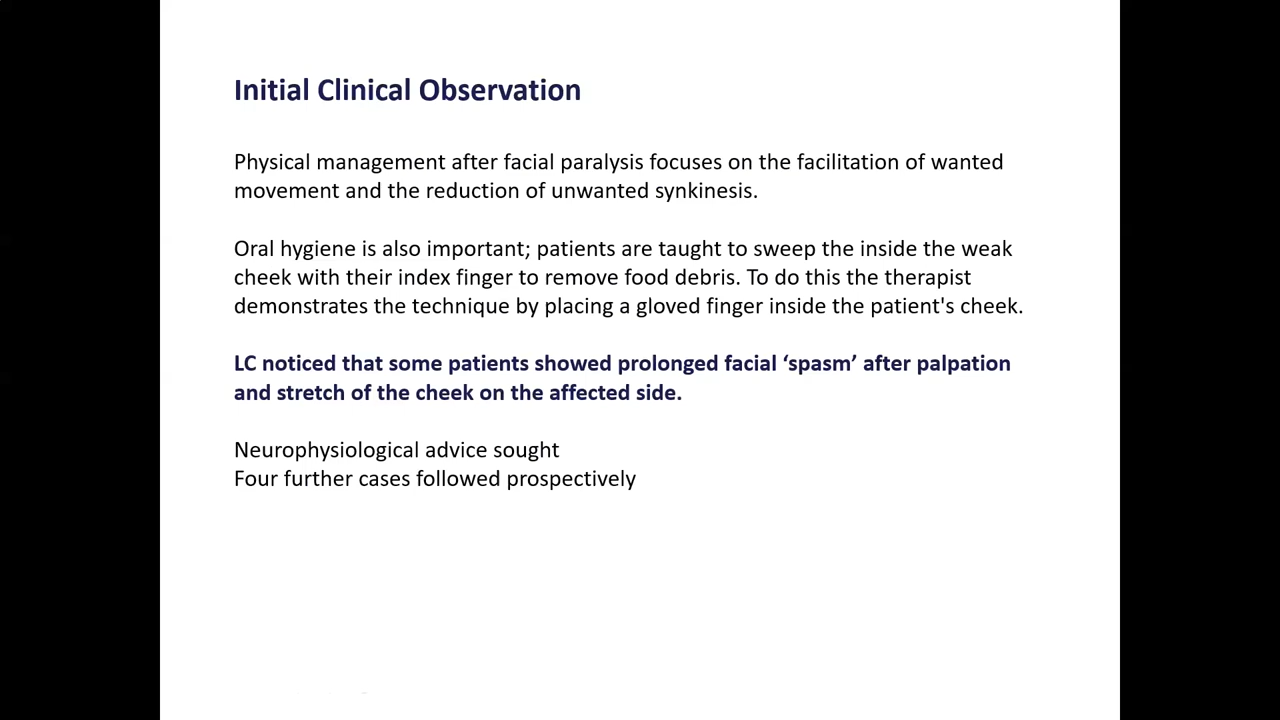 Initial Clinical Observation
Physical management after facial paralysis focuses on the facilitation of wanted
movement and the reduction of unwanted synkinesis.
Oral hygiene is also important; patients are taught to sweep the inside the weak
cheek with their index finger to remove food debris. To do this the therapist
demonstrates the technique by placing a gloved finger inside the patient's cheek.
LC noticed that some patients showed prolonged facial ‘spasm’ after palpation
and stretch of the cheek on the affected side.
Neurophysiological advice sought
Four further cases followed prospectively